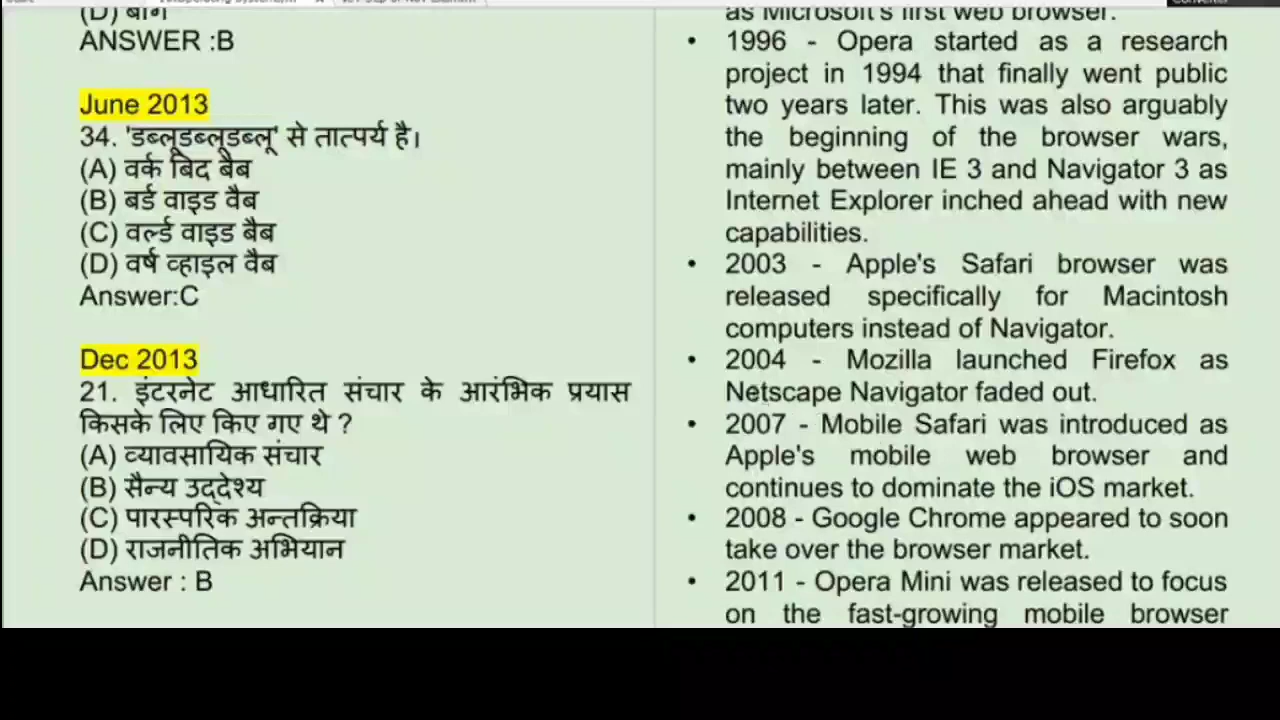 (D) बाग
ANSWER :B
June 2013
34. 'डब्लूडब्लूडब्लू' से तात्पर्य है।
(A) वर्क बिद बैब
(B) बर्ड वाइड वैब
(C) वर्ल्ड वाइड बैब
(D) वर्ष व्हाइल वैब
Answer:C
Dec 2013
21. इंटरनेट आधारित संचार के आरंभिक प्रयास
किसके लिए किए गए थे ?
(A) व्यावसायिक संचार
(B) सैन्य उद्देश्य
(C) पारस्परिक अन्तक्रिया
(D) राजनीतिक अभियान
Answer : B
as Microsoft's first web browser.
• 1996 - Opera started as a research
project in 1994 that finally went public
two years later. This was also arguably
the beginning of the browser wars,
mainly between IE 3 and Navigator 3 as
Internet Explorer inched ahead with new
capabilities.
• 2003 - Apple's Safari browser was
released specifically for Macintosh
computers instead of Navigator.
• 2004 - Mozilla launched Firefox as
Netscape Navigator faded out.
• 2007 - Mobile Safari was introduced as
Apple's mobile web browser and
continues to dominate the iOS market.
• 2008 - Google Chrome appeared to soon
take over the browser market.
• 2011 - Opera Mini was released to focus
on the fast-growing mobile browser